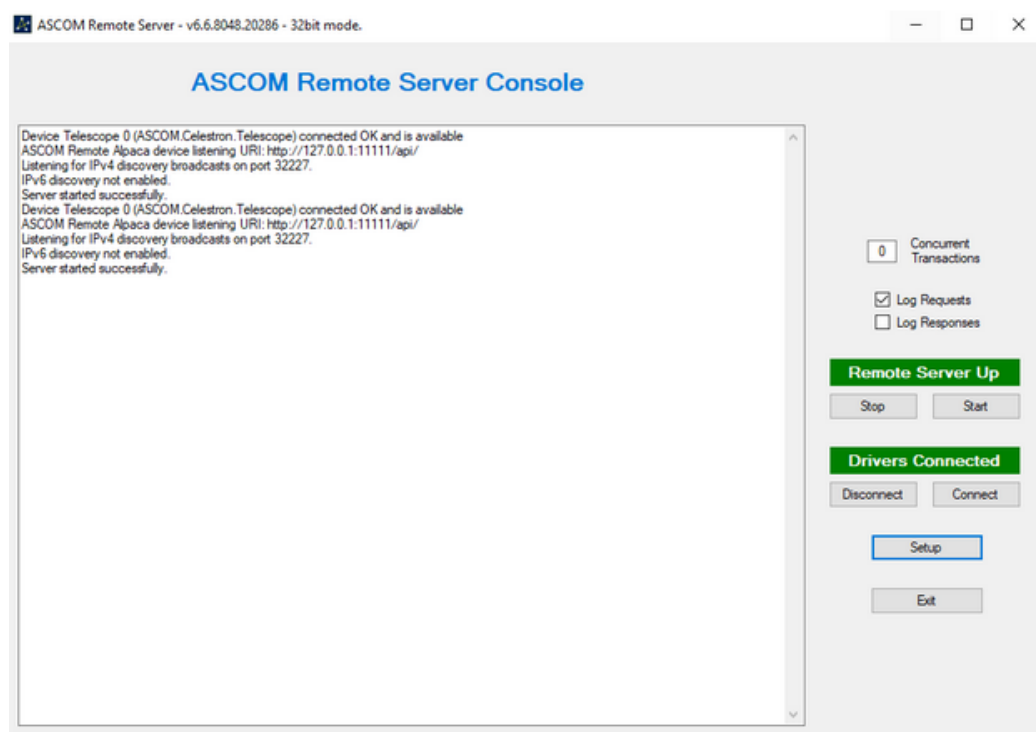 ASCOM Remote Server - v6.6.8048.20286 - 32bit mode.
ASCOM Remote Server Console
Device Telescope 0 (ASCOM.Celestron.Telescope) connected OK and is available
ASCOM Remote Alpaca device listening URI: http://127.0.0.1:11111/api/
Listening for IPv4 discovery broadcasts on port 32227.
IPv6 discovery not enabled.
Server started successfully.
Device Telescope 0 (ASCOM.Celestron.Telescope) connected OK and is available
ASCOM Remote Alpaca device listening URI: http://127.0.0.1:11111/api/
Listening for IPv4 discovery broadcasts on port 32227.
IPv6 discovery not enabled.
Server started successfully.
0 Concurrent
Transactions
Log Requests
Log Responses
Remote Server Up
Stop Start
Drivers Connected
Disconnect Connect
Setup
Exit